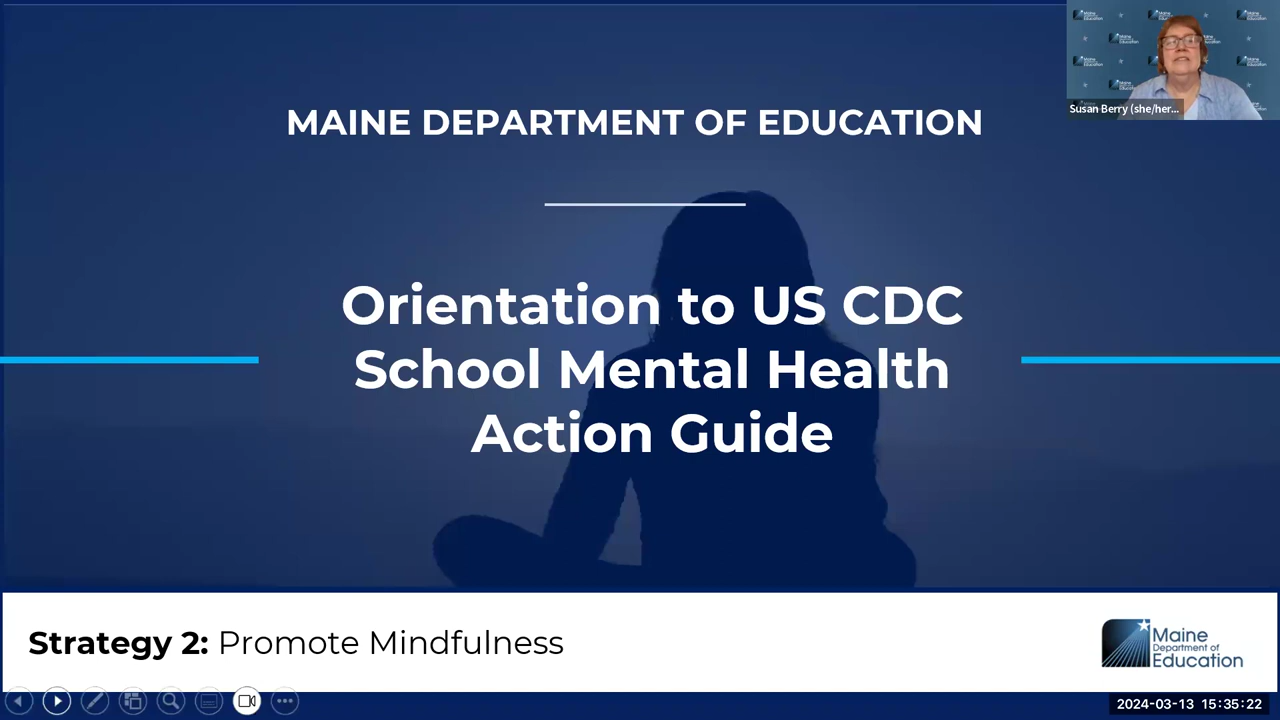 MAINE DEPARTMENT OF EDUCATION
Orientation to US CDC
School Mental Health
Action Guide
Strategy 2: Promote Mindfulness
Maine
Department of
Education
Susan Berry (she/her...
2024-03-13 15:35:22